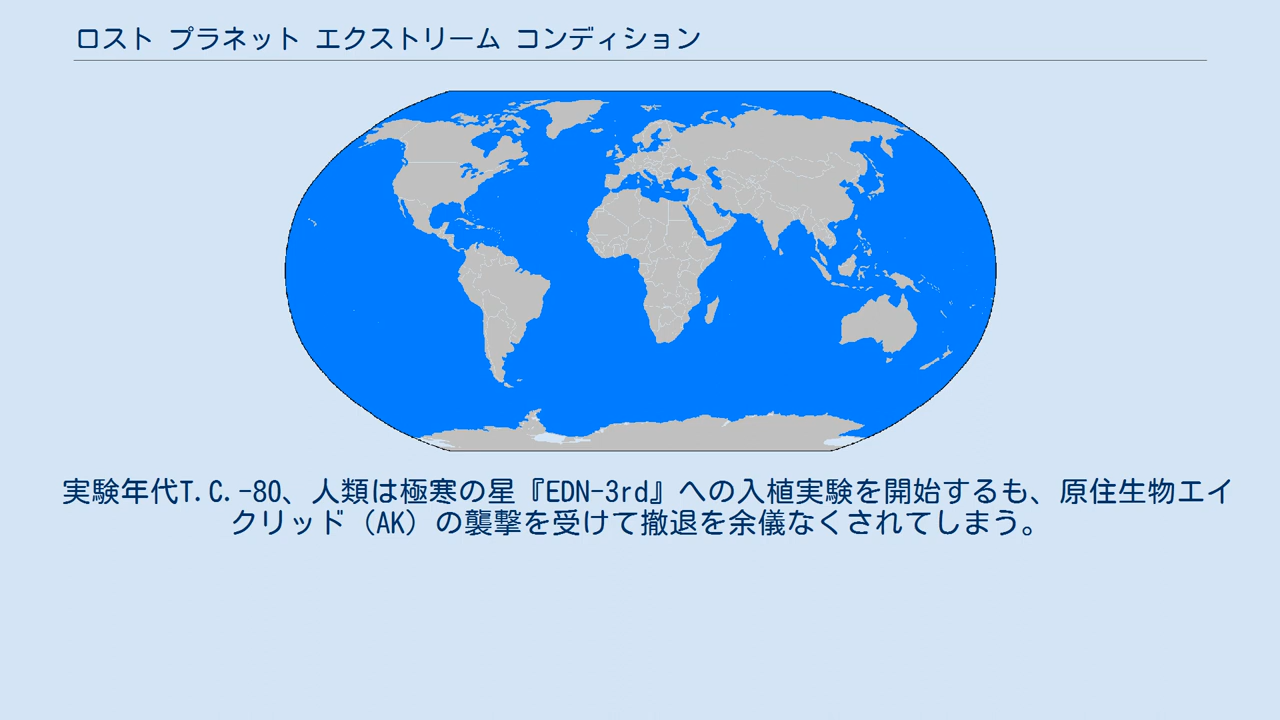 ロスト プラネット エクストリーム コンディション
実験年代T.C.-80、人類は極寒の星『EDN-3rd』への入植実験を開始するも、原住生物エイ
クリッド（AK）の襲撃を受けて撤退を余儀なくされてしまう。